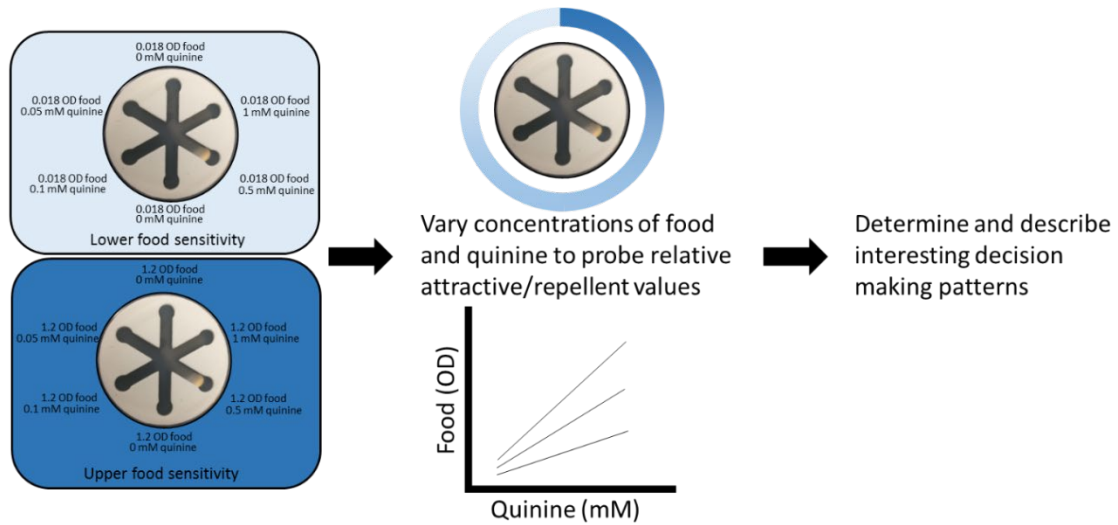 0.018 OD food
0 mM quinine
0.018 OD food
0.05 mM quinine
0.018 OD food
1 mM quinine
0.018 OD food
0.1 mM quinine
0.018 OD food
0.5 mM quinine
0.018 OD food
0 mM quinine
Lower food sensitivity
1.2 OD food
0 mM quinine
1.2 OD food
0.05 mM quinine
1.2 OD food
1 mM quinine
1.2 OD food
0.1 mM quinine
1.2 OD food
0.5 mM quinine
1.2 OD food
0 mM quinine
Upper food sensitivity
Vary concentrations of food
and quinine to probe relative
attractive/repellent values
Food (OD)
Quinine (mM)
Determine and describe
interesting decision
making patterns